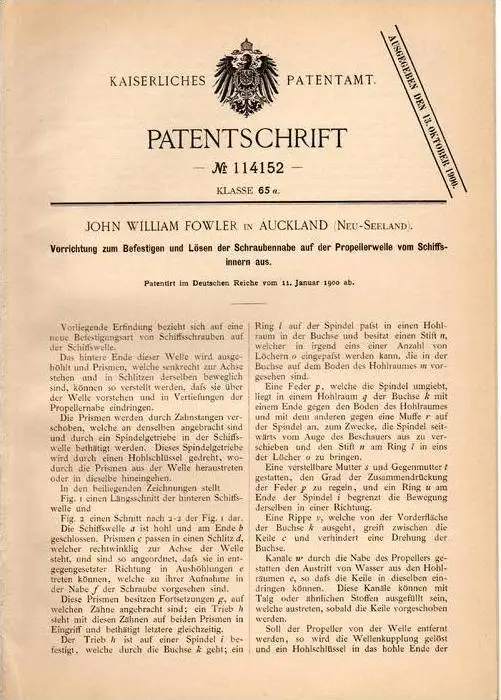 KAISERLICHES PATENTAMT.
AUSGEGEBEN DEN 13. OKTOBER 1900.
PATENTSCHRIFT
— № 114152 —
KLASSE 65 a.
JOHN WILLIAM FOWLER IN AUCKLAND (NEU-SEELAND).
Vorrichtung zum Befestigen und Lösen der Schraubennabe auf der Propellerwelle vom Schiffs-
innern aus.
Patentirt im Deutschen Reiche vom 11. Januar 1900 ab.
Vorliegende Erfindung bezieht sich auf eine
neue Befestigungsart von Schiffsschrauben auf
der Schiffswelle.
Das hintere Ende dieser Welle wird ausge-
höhlt und Prismen, welche senkrecht zur Achse
stehen und in Schlitzen derselben beweglich
sind, können so verstellt werden, daß sie über
der Welle vorstehen und in Vertiefungen der
Propellernabe eindringen.
Die Prismen werden durch Zahnstangen ver-
schoben, welche an denselben angebracht sind
und durch ein Spindelgetriebe in der Schiffs-
welle bethätigt werden. Dieses Spindelgetriebe
wird durch einen Hohlschlüssel gedreht, wo-
durch die Prismen aus der Welle heraustreten
oder in dieselbe hineingehen.
In den beiliegenden Zeichnungen stellt
Fig. 1 einen Längsschnitt der hinteren Schiffs-
welle und
Fig. 2 einen Schnitt nach 2-2 der Fig. 1 dar.
Die Schiffswelle a ist hohl und am Ende b
geschlossen. Prismen c passen in einen Schlitz d,
welcher rechtwinklig zur Achse der Welle
steht, und sind so angeordnet, daß sie in ent-
gegengesetzter Richtung in Aushöhlungen e
treten können, welche zu ihrer Aufnahme in
der Nabe f der Schraube vorgesehen sind.
Diese Prismen besitzen Fortsetzungen g, auf
welchen Zähne angebracht sind; ein Trieb h
steht mit diesen Zähnen auf beiden Prismen in
Eingriff und bethätigt letztere gleichzeitig.
Der Trieb h ist auf einer Spindel i be-
festigt, welche durch die Buchse k geht; ein
Ring l auf der Spindel paßt in einen Hohl-
raum m der Buchse und besitzt einen Stift n,
welcher in irgend eins einer Anzahl von
Löchern o eingepaßt werden kann, die in der
Buchse auf dem Boden des Hohlraumes m vor-
gesehen sind.
Eine Feder p, welche die Spindel umgiebt,
liegt in einem Hohlraum q der Buchse k mit
einem Ende gegen den Boden des Hohlraumes
und mit dem anderen gegen eine Muffe r auf
der Spindel an, zum Zwecke, die Spindel seit-
wärts vom Auge des Beschauers aus zu ver-
schieben und den Stift n am Ring l in eins
der Löcher o zu bringen.
Eine verstellbare Mutter s und Gegenmutter t
gestatten, den Grad der Zusammendrückung
der Feder p zu regeln, und ein Ring u am
Ende der Spindel i begrenzt die Bewegung
derselben in einer Richtung.
Eine Rippe v, welche von der Vorderfläche
der Buchse k ausgeht, greift zwischen die
Keile c und verhindert eine Drehung der
Buchse.
Kanäle w durch die Nabe des Propellers ge-
statten den Austritt von Wasser aus den Hohl-
räumen e, so daß die Keile in dieselben ein-
dringen können. Diese Kanäle können mit
Talg oder ähnlichen Stoffen ausgefüllt sein,
welche austreten, sobald die Keile vorgeschoben
werden.
Soll der Propeller von der Welle entfernt
werden, so wird die Wellenkupplung gelöst
und ein Hohlschlüssel in das hohle Ende der